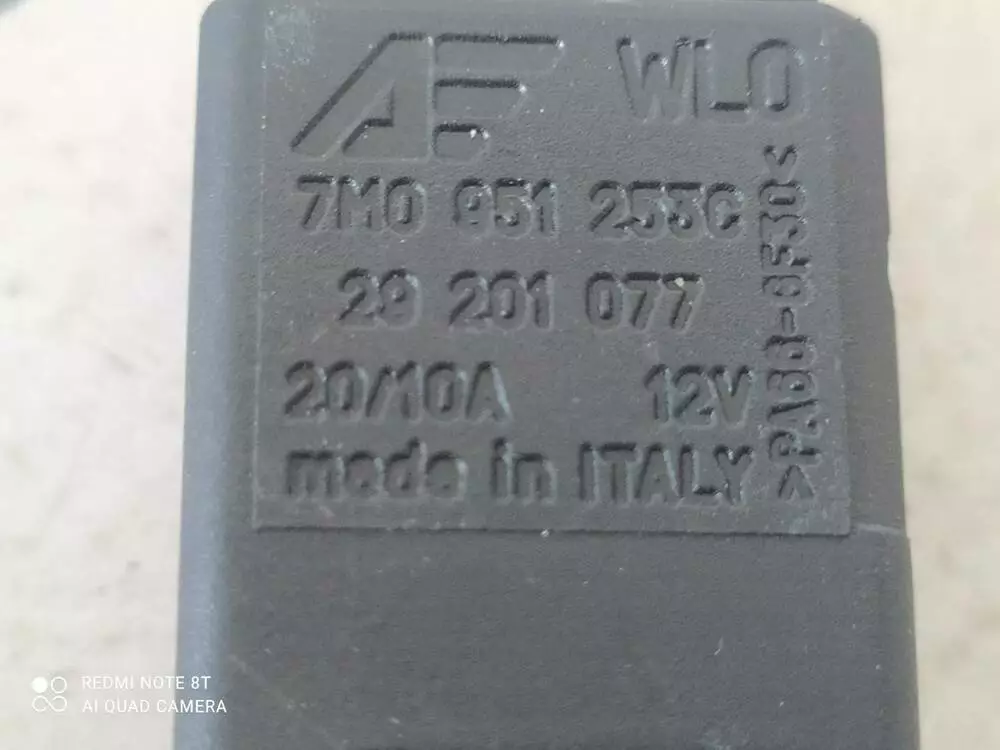 AF WLO
7M0 951 253C
29 201 077
20/10A 12V
made in ITALY
>PA66-GF30<
REDMI NOTE 8T
AI QUAD CAMERA